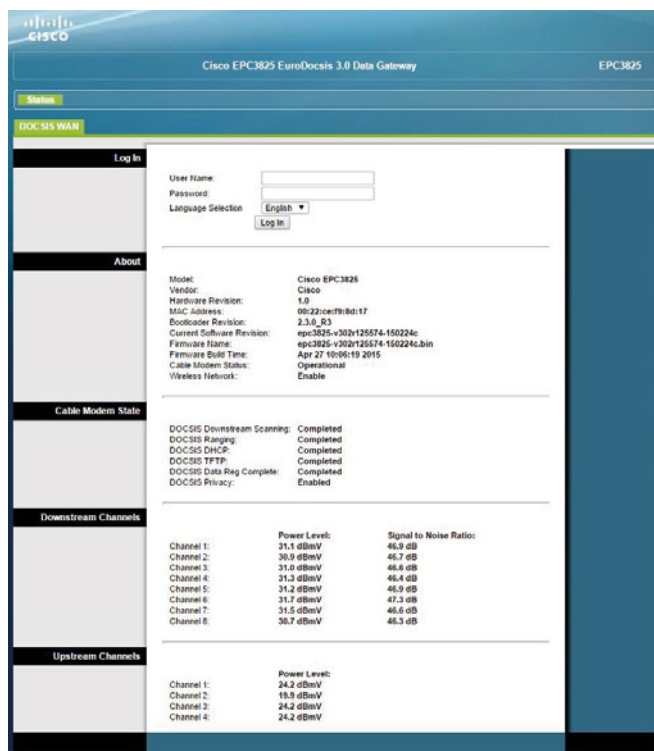 CISCO
Cisco EPC3825 EuroDocsis 3.0 Data Gateway EPC3825
Status
DOCSIS WAN
Log In
User Name:
Password:
Language Selection English
Log In
About
Model: Cisco EPC3825
Vendor: Cisco
Hardware Revision: 1.0
MAC Address: 00:22:ce:f9:8d:17
Bootloader Revision: 2.3.0_R3
Current Software Revision: epc3825-v302r125574-150224c
Firmware Name: epc3825-v302r125574-150224c.bin
Firmware Build Time: Apr 27 10:06:19 2015
Cable Modem Status: Operational
Wireless Network: Enable
Cable Modem State
DOCSIS Downstream Scanning: Completed
DOCSIS Ranging: Completed
DOCSIS DHCP: Completed
DOCSIS TFTP: Completed
DOCSIS Data Reg Complete: Completed
DOCSIS Privacy: Enabled
Downstream Channels
Power Level: Signal to Noise Ratio:
Channel 1: 31.1 dBmV 46.9 dB
Channel 2: 30.9 dBmV 46.7 dB
Channel 3: 31.0 dBmV 46.6 dB
Channel 4: 31.3 dBmV 46.4 dB
Channel 5: 31.2 dBmV 46.9 dB
Channel 6: 31.7 dBmV 47.3 dB
Channel 7: 31.5 dBmV 46.6 dB
Channel 8: 30.7 dBmV 46.3 dB
Upstream Channels
Power Level:
Channel 1: 24.2 dBmV
Channel 2: 19.9 dBmV
Channel 3: 24.2 dBmV
Channel 4: 24.2 dBmV